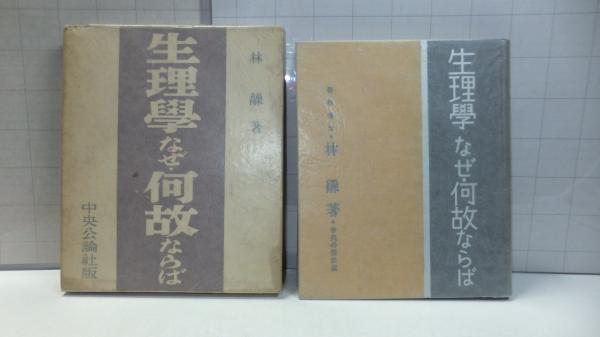 林 髞 著
生理學なぜ・何故ならば
中央公論社版
生理學なぜ・何故ならば
林 髞 著